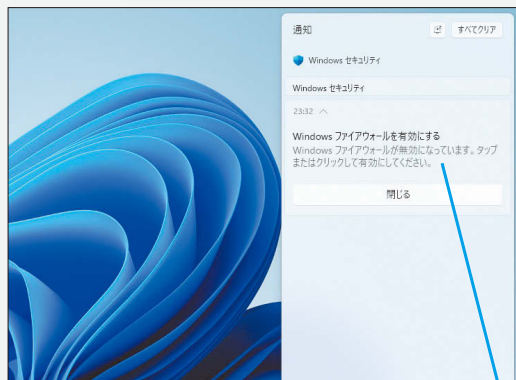 通知
すべてクリア
Windows セキュリティ
Windows セキュリティ
23:32
Windows ファイアウォールを有効にする
Windows ファイアウォールが無効になっています。タップ
またはクリックして有効にしてください。
閉じる